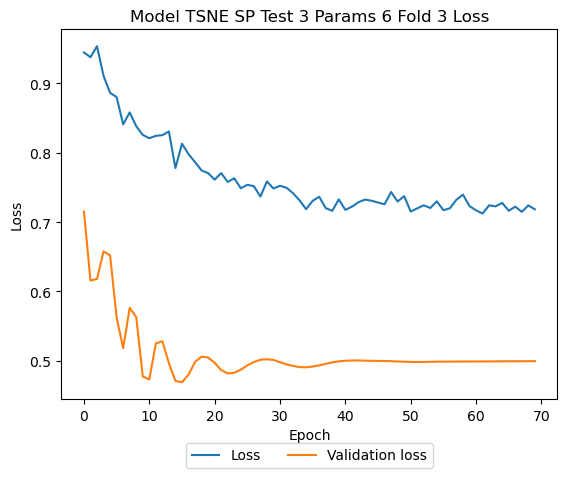 Model TSNE SP Test 3 Params 6 Fold 3 Loss
Loss
0.9
0.8
0.7
0.6
0.5
0 10 20 30 40 50 60 70
Epoch
Loss Validation loss